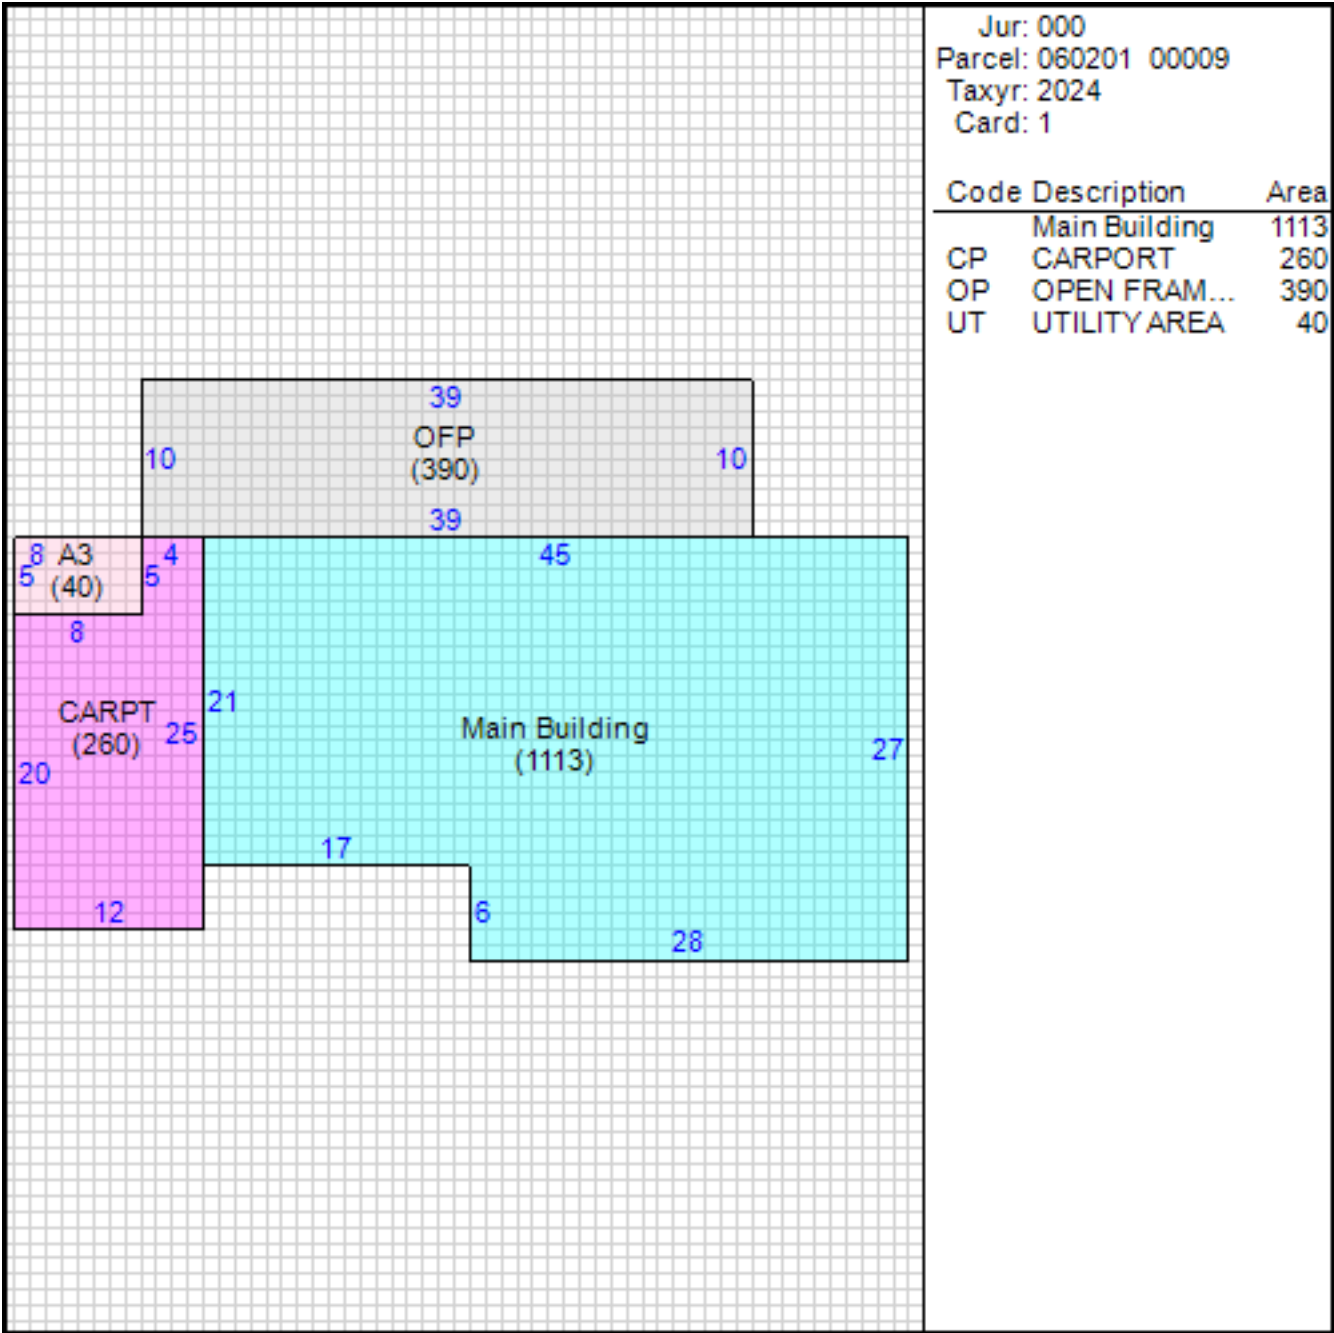 Jur: 000
Parcel: 060201 00009
Taxyr: 2024
Card: 1
Code Description Area
Main Building 1113
CP CARPORT 260
OP OPEN FRAM... 390
UT UTILITY AREA 40
39
OFP
10 (390) 10
39
8 A3 4 45
5 (40) 5
8
21
CARPT
25 Main Building
(260) (1113) 27
20
17
12 6
28